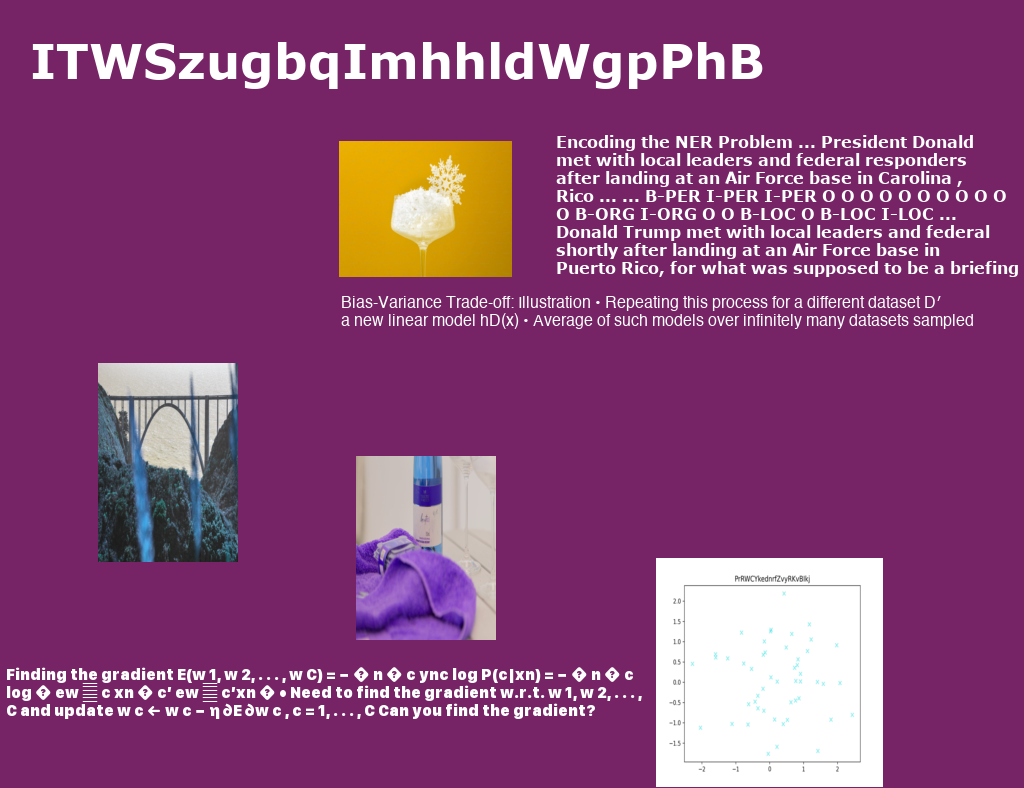 ITWSzugbqImhhldWgpPhB
Encoding the NER Problem ... President Donald
met with local leaders and federal responders
after landing at an Air Force base in Carolina ,
Rico ... ... B-PER I-PER I-PER O O O O O O O O O O
O B-ORG I-ORG O O B-LOC O B-LOC I-LOC ...
Donald Trump met with local leaders and federal
shortly after landing at an Air Force base in
Puerto Rico, for what was supposed to be a briefing
Bias-Variance Trade-off: Illustration • Repeating this process for a different dataset D′
a new linear model hD(x) • Average of such models over infinitely many datasets sampled
Finding the gradient E(w 1, w 2, . . . , w C) = − � n � c ync log P(c|xn) = − � n � c
log � ew ▒ c xn � c′ ew ▒ c′xn � • Need to find the gradient w.r.t. w 1, w 2, . . . ,
C and update w c ← w c − η ∂E ∂w c , c = 1, . . . , C Can you find the gradient?
PrRWCYkednrfZvyRKvBlkj
2.0
1.5
1.0
0.5
0.0
−0.5
−1.0
−1.5
−2 −1 0 1 2